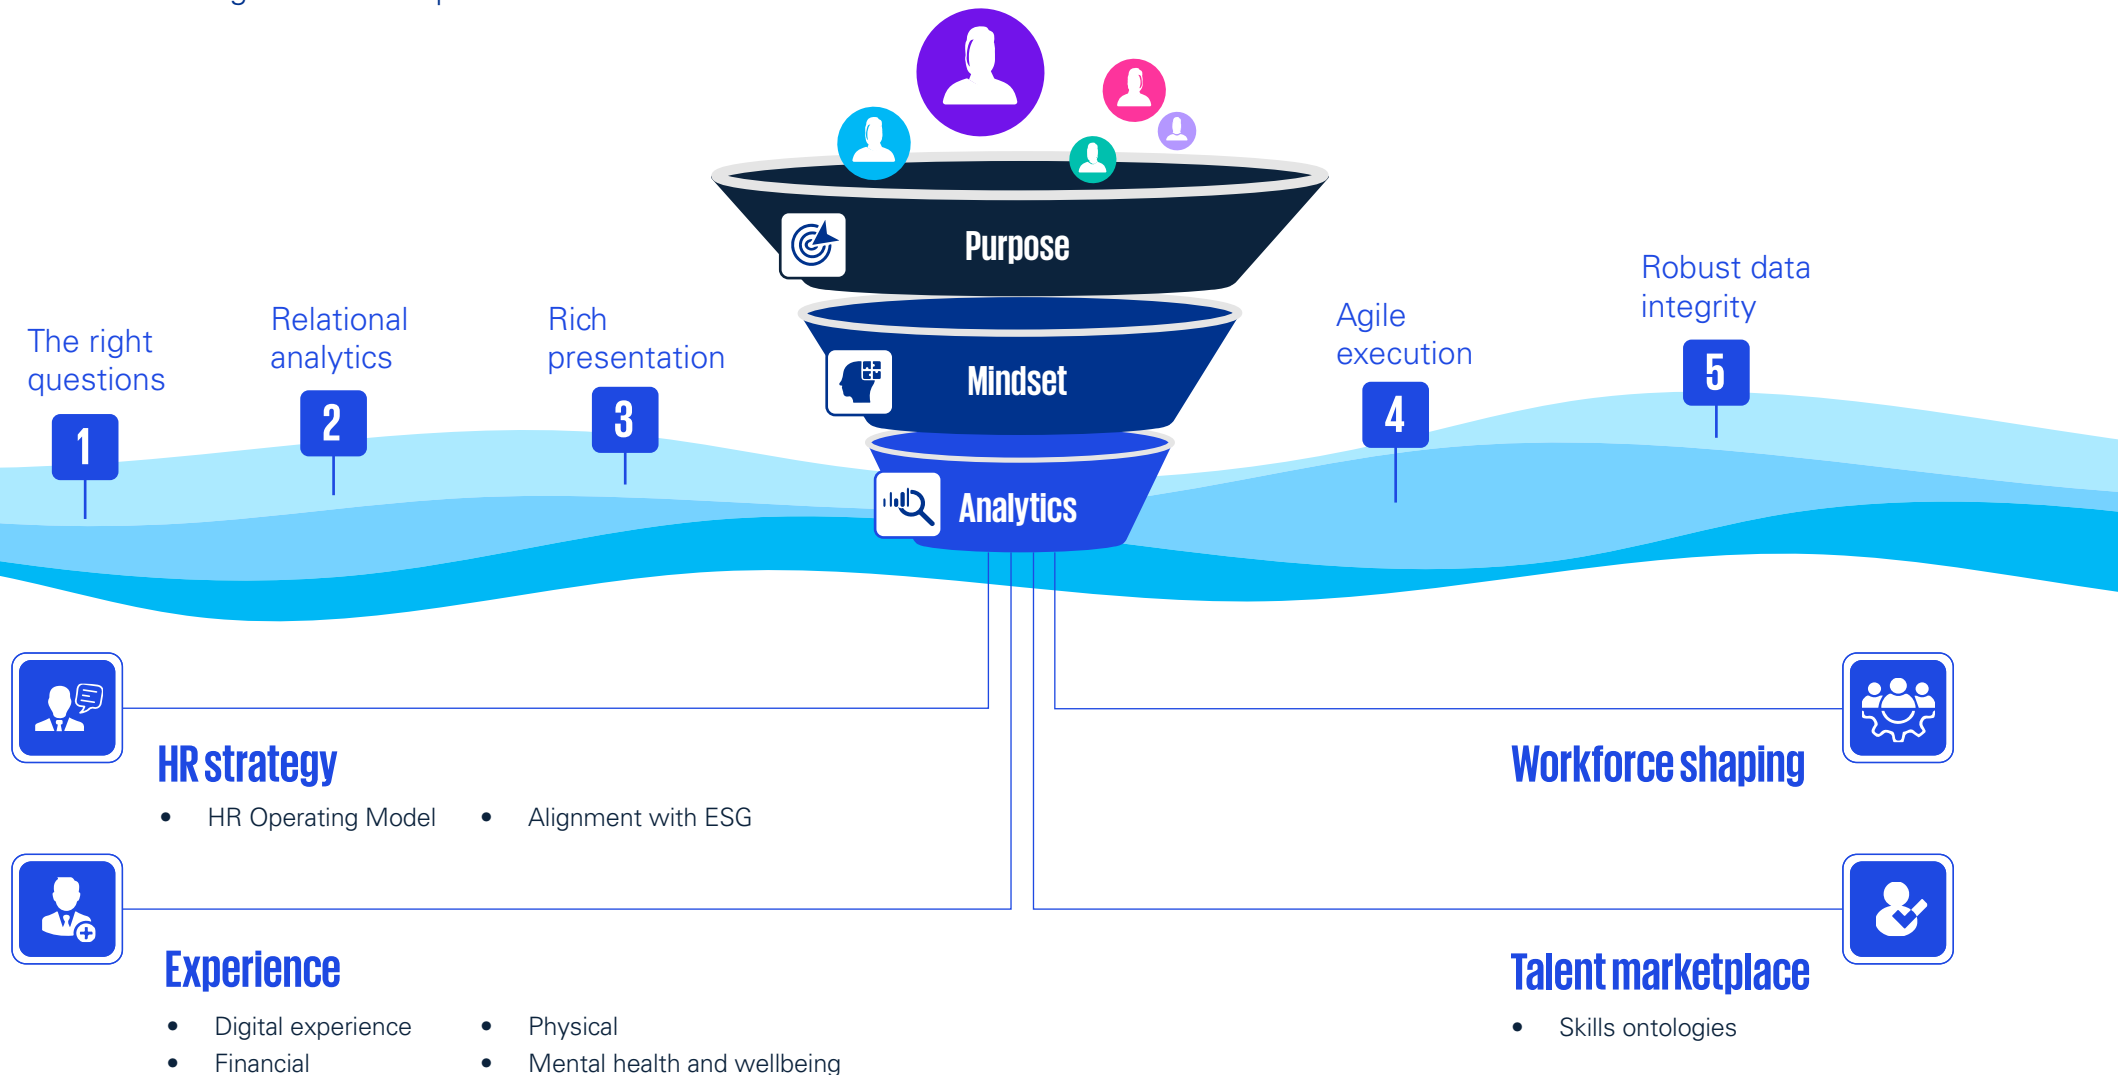 Purpose
Mindset
Analytics
The right
questions
1
Relational
analytics
2
Rich
presentation
3
Agile
execution
4
Robust data
integrity
5
HR strategy
• HR Operating Model
• Alignment with ESG
Experience
• Digital experience
• Financial
• Physical
• Mental health and wellbeing
Workforce shaping
Talent marketplace
• Skills ontologies